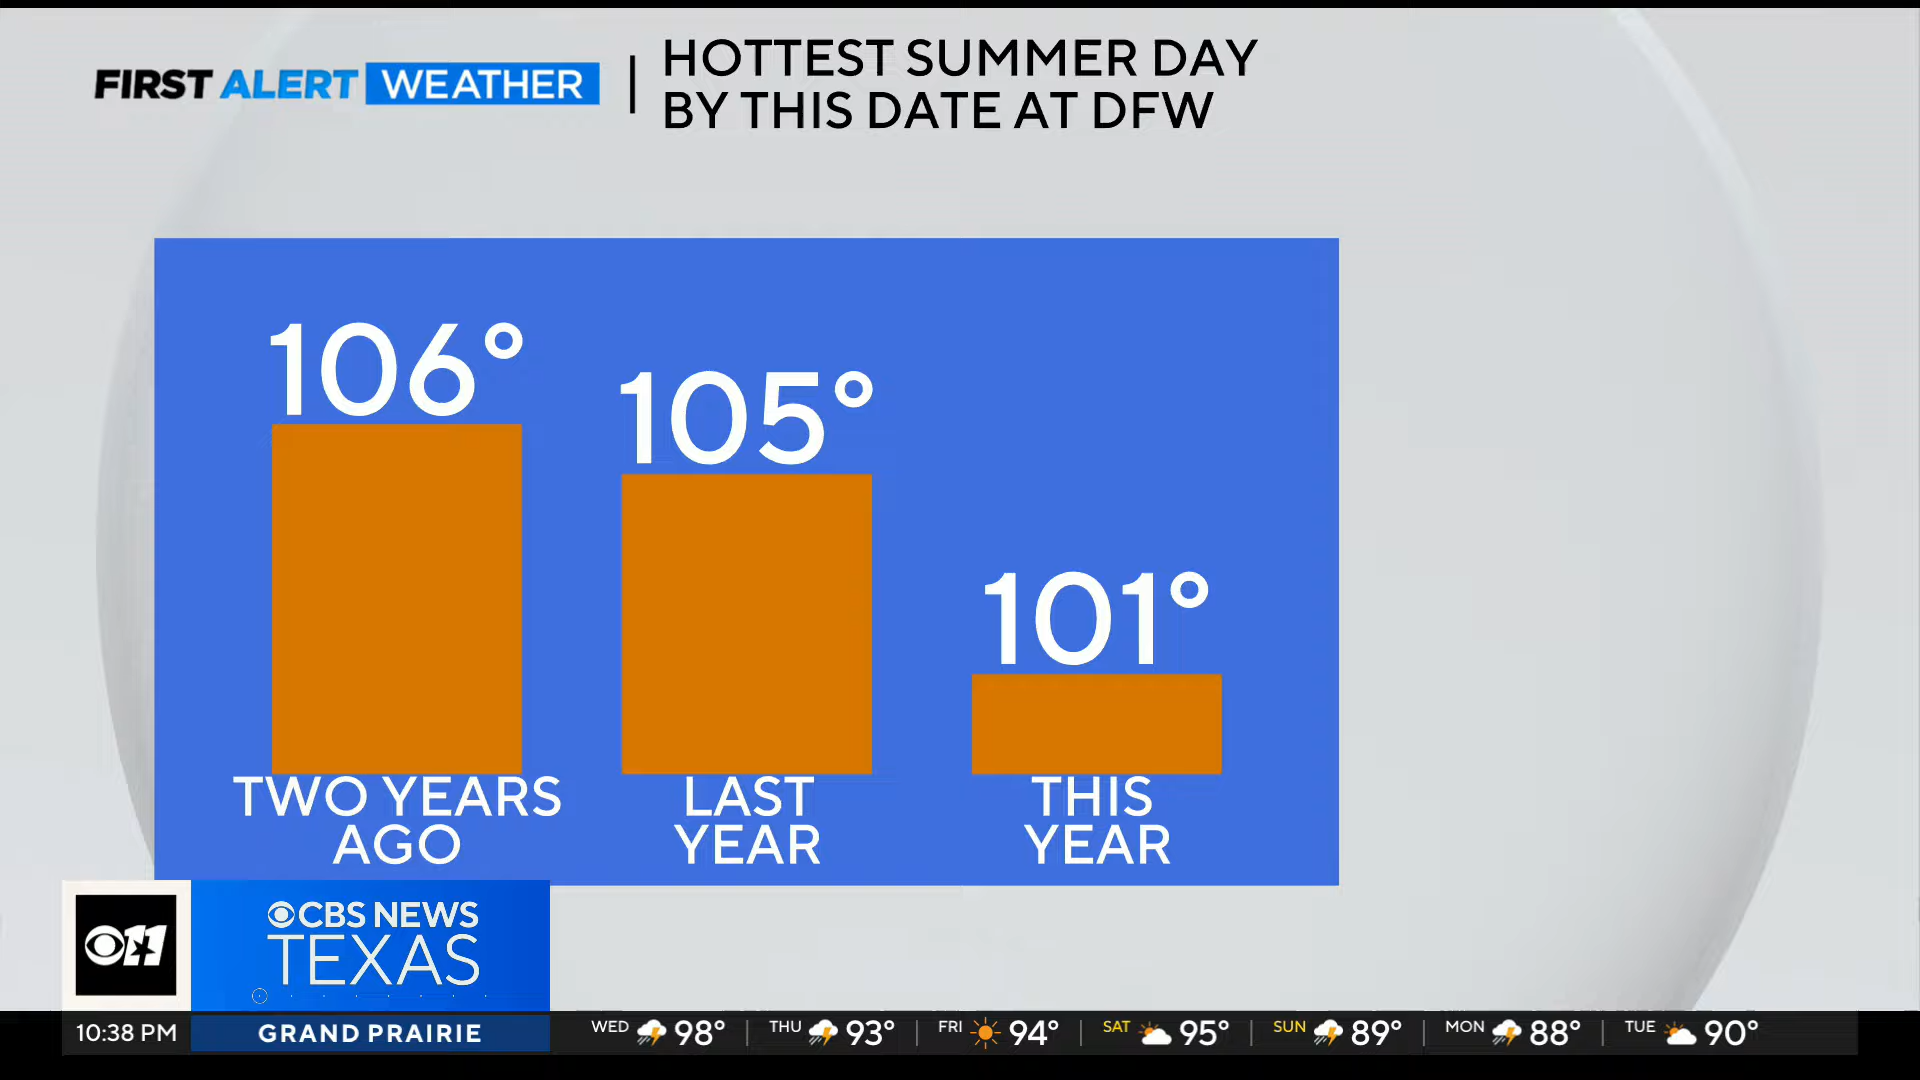 FIRST ALERT WEATHER
HOTTEST SUMMER DAY
BY THIS DATE AT DFW
106°
105°
101°
TWO YEARS
AGO
LAST
YEAR
THIS
YEAR
11
CBS NEWS
TEXAS
10:38 PM
GRAND PRAIRIE
WED 98° THU 93° FRI 94° SAT 95° SUN 89° MON 88° TUE 90°